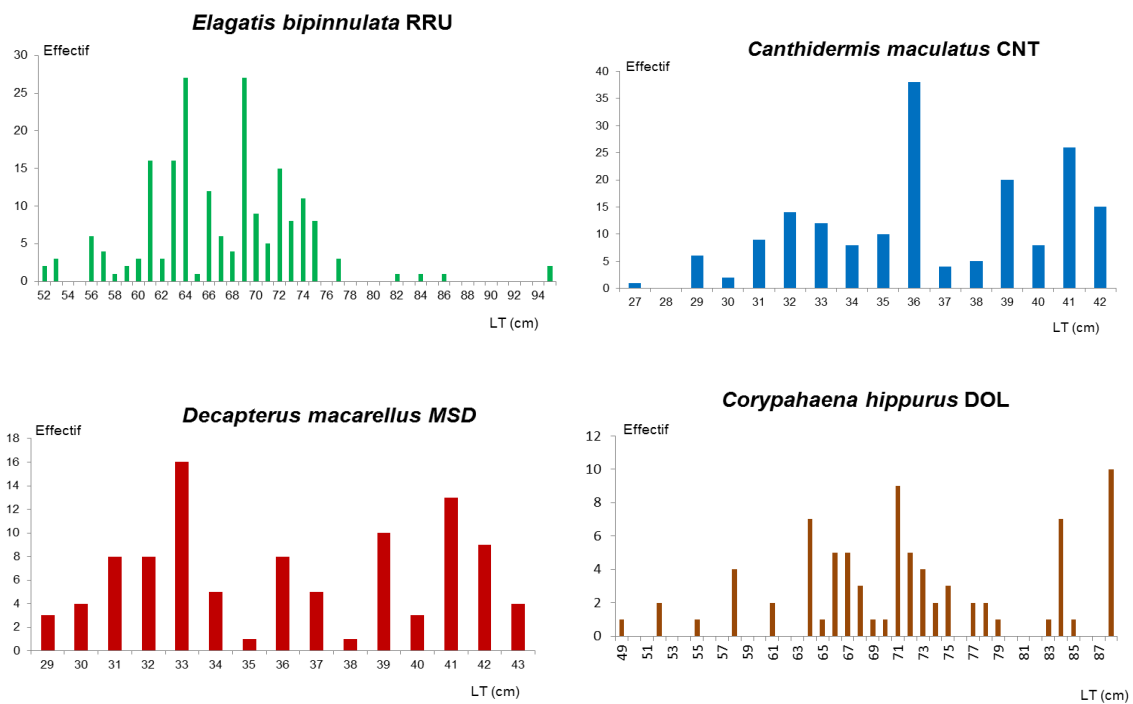 Elagatis bipinnulata RRU
Effectif
30
25
20
15
10
5
0
52 54 56 58 60 62 64 66 68 70 72 74 76 78 80 82 84 86 88 90 92 94
LT (cm)
Canthidermis maculatus CNT
Effectif
40
35
30
25
20
15
10
5
0
27 28 29 30 31 32 33 34 35 36 37 38 39 40 41 42
LT (cm)
Decapterus macarellus MSD
Effectif
18
16
14
12
10
8
6
4
2
0
29 30 31 32 33 34 35 36 37 38 39 40 41 42 43
LT (cm)
Corypahaena hippurus DOL
Effectif
12
10
8
6
4
2
0
49 51 53 55 57 59 61 63 65 67 69 71 73 75 77 79 81 83 85 87
LT (cm)